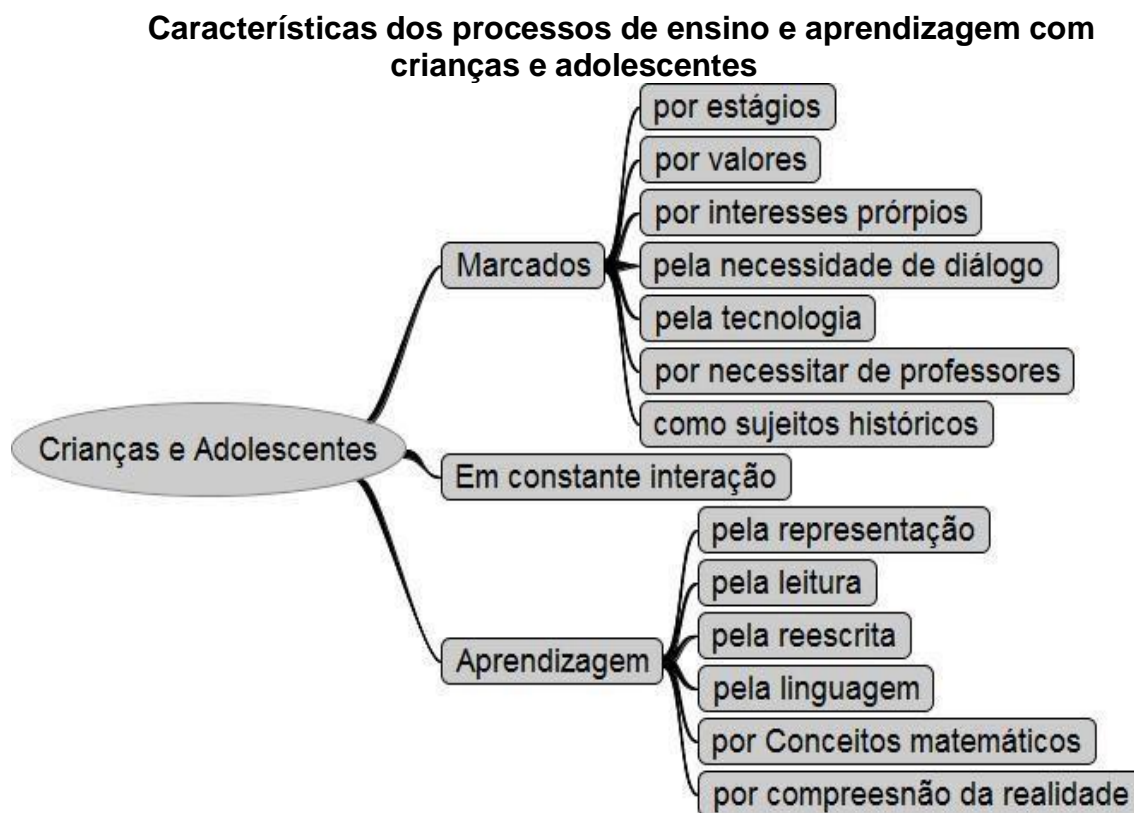 Características dos processos de ensino e aprendizagem com
crianças e adolescentes
por estágios
por valores
por interesses prórpios
Marcados
pela necessidade de diálogo
pela tecnologia
por necessitar de professores
como sujeitos históricos
Crianças e Adolescentes
Em constante interação
pela representação
pela leitura
pela reescrita
Aprendizagem
pela linguagem
por Conceitos matemáticos
por compreesnão da realidade